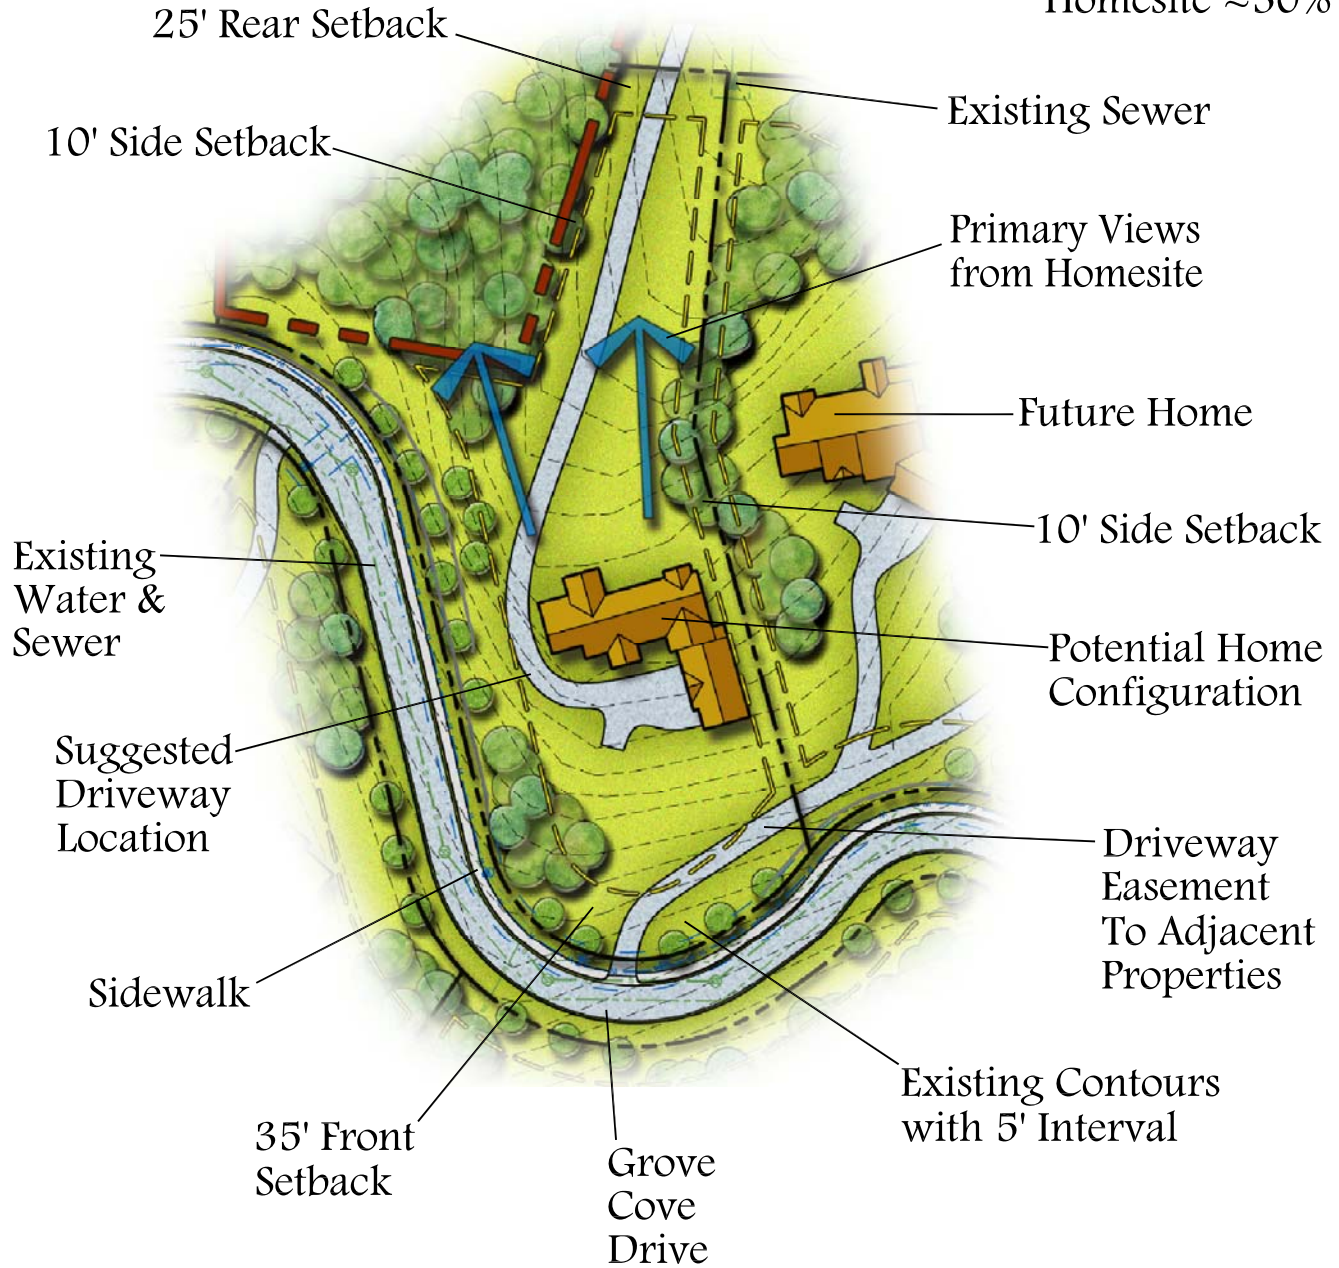 Homesite ~30%
25' Rear Setback
Existing Sewer
10' Side Setback
Primary Views
from Homesite
Future Home
10' Side Setback
Existing
Water &
Sewer
Potential Home
Configuration
Suggested
Driveway
Location
Driveway
Easement
To Adjacent
Properties
Sidewalk
Existing Contours
with 5' Interval
35' Front
Setback
Grove
Cove
Drive